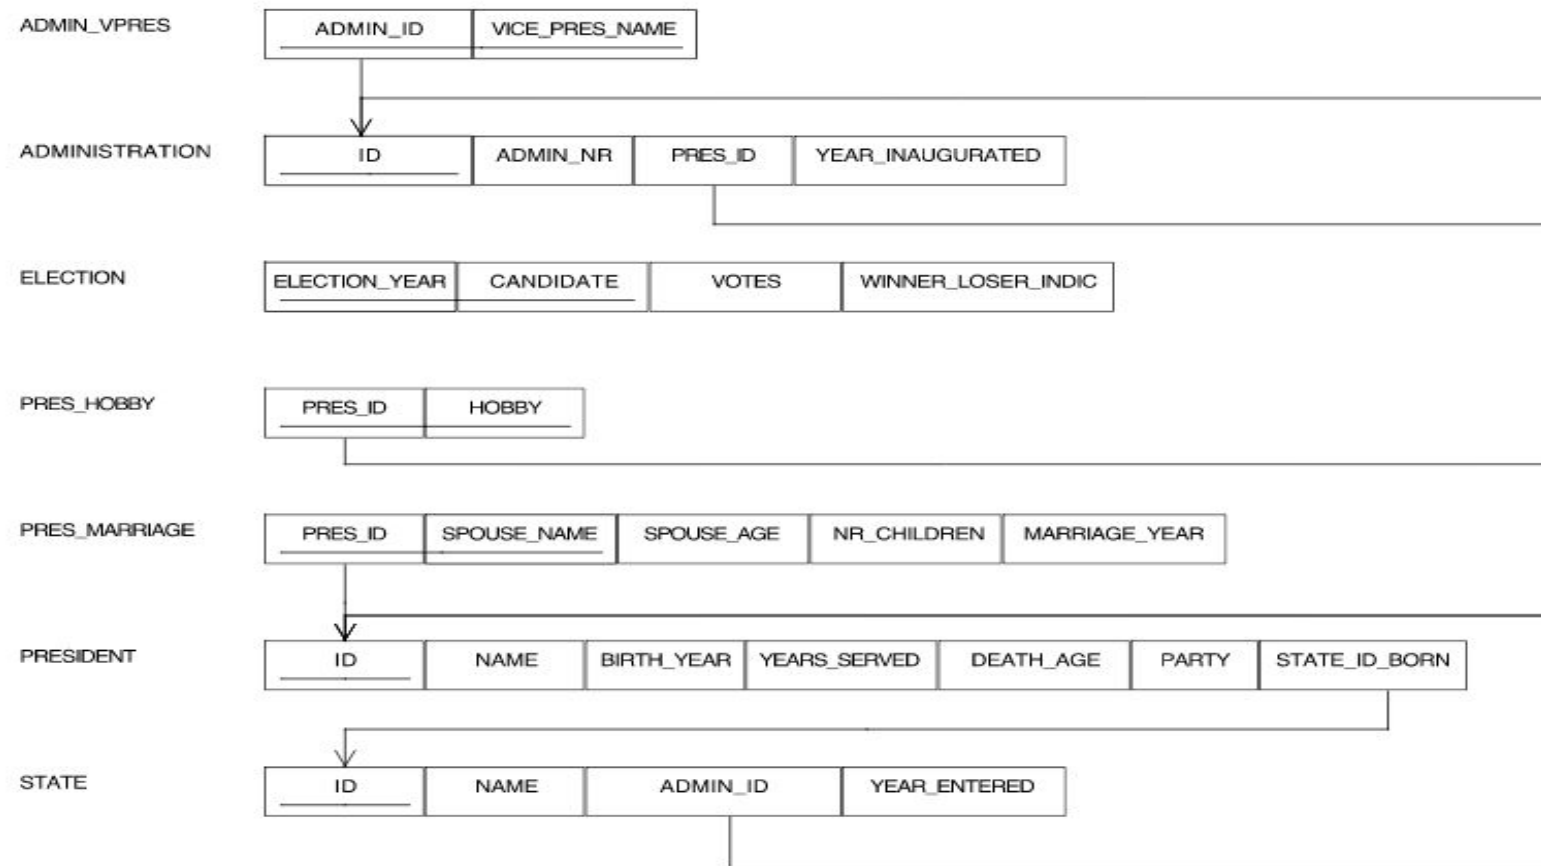 ADMIN_VPRES ADMIN_ID VICE_PRES_NAME
ADMINISTRATION ID ADMIN_NR PRES_ID YEAR_INAUGURATED
ELECTION ELECTION_YEAR CANDIDATE VOTES WINNER_LOSER_INDIC
PRES_HOBBY PRES_ID HOBBY
PRES_MARRIAGE PRES_ID SPOUSE_NAME SPOUSE_AGE NR_CHILDREN MARRIAGE_YEAR
PRESIDENT ID NAME BIRTH_YEAR YEARS_SERVED DEATH_AGE PARTY STATE_ID_BORN
STATE ID NAME ADMIN_ID YEAR_ENTERED